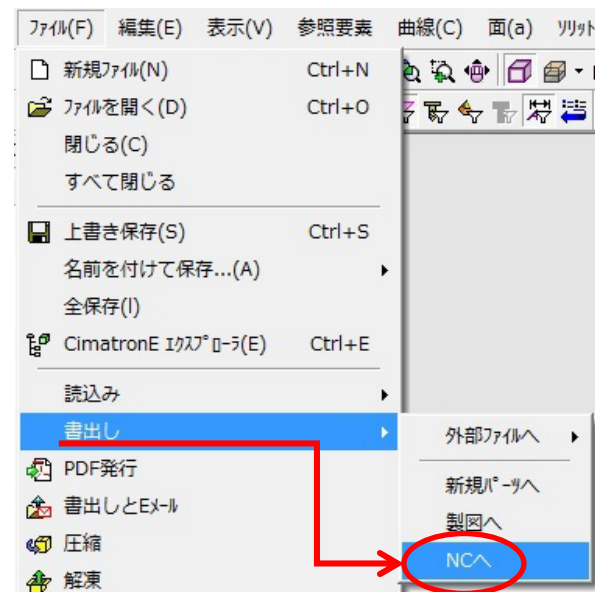 ﾌｧｲﾙ(F) 編集(E) 表示(V) 参照要素 曲線(C) 面(a) ｿﾘｯﾄ
新規ﾌｧｲﾙ(N) Ctrl+N
ﾌｧｲﾙを開く(D) Ctrl+O
閉じる(C)
すべて閉じる
上書き保存(S) Ctrl+S
名前を付けて保存...(A)
全保存(I)
CimatronE ｴｸｽﾌﾟﾛｰﾗ(E) Ctrl+E
読込み
書出し
外部ﾌｧｲﾙへ
PDF発行
新規ﾊﾟｰﾂへ
書出しとEﾒｰﾙ
製図へ
圧縮
NCへ
解凍